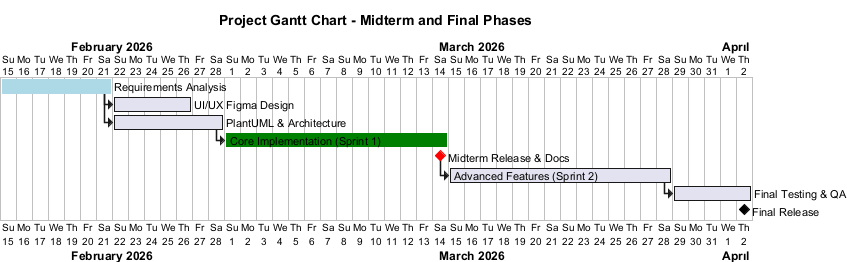 Project Gantt Chart - Midterm and Final Phases
February 2026 March 2026 April
Su Mo Tu We Th Fr Sa Su Mo Tu We Th Fr Sa Su Mo Tu We Th Fr Sa Su Mo Tu We Th Fr Sa Su Mo Tu We Th Fr Sa Su Mo Tu We Th Fr Sa Su Mo Tu We Th
15 16 17 18 19 20 21 22 23 24 25 26 27 28 1 2 3 4 5 6 7 8 9 10 11 12 13 14 15 16 17 18 19 20 21 22 23 24 25 26 27 28 29 30 31 1 2
Requirements Analysis
UI/UX Figma Design
PlantUML & Architecture
Core Implementation (Sprint 1)
Midterm Release & Docs
Advanced Features (Sprint 2)
Final Testing & QA
Final Release
Su Mo Tu We Th Fr Sa Su Mo Tu We Th Fr Sa Su Mo Tu We Th Fr Sa Su Mo Tu We Th Fr Sa Su Mo Tu We Th Fr Sa Su Mo Tu We Th Fr Sa Su Mo Tu We Th
15 16 17 18 19 20 21 22 23 24 25 26 27 28 1 2 3 4 5 6 7 8 9 10 11 12 13 14 15 16 17 18 19 20 21 22 23 24 25 26 27 28 29 30 31 1 2
February 2026 March 2026 April